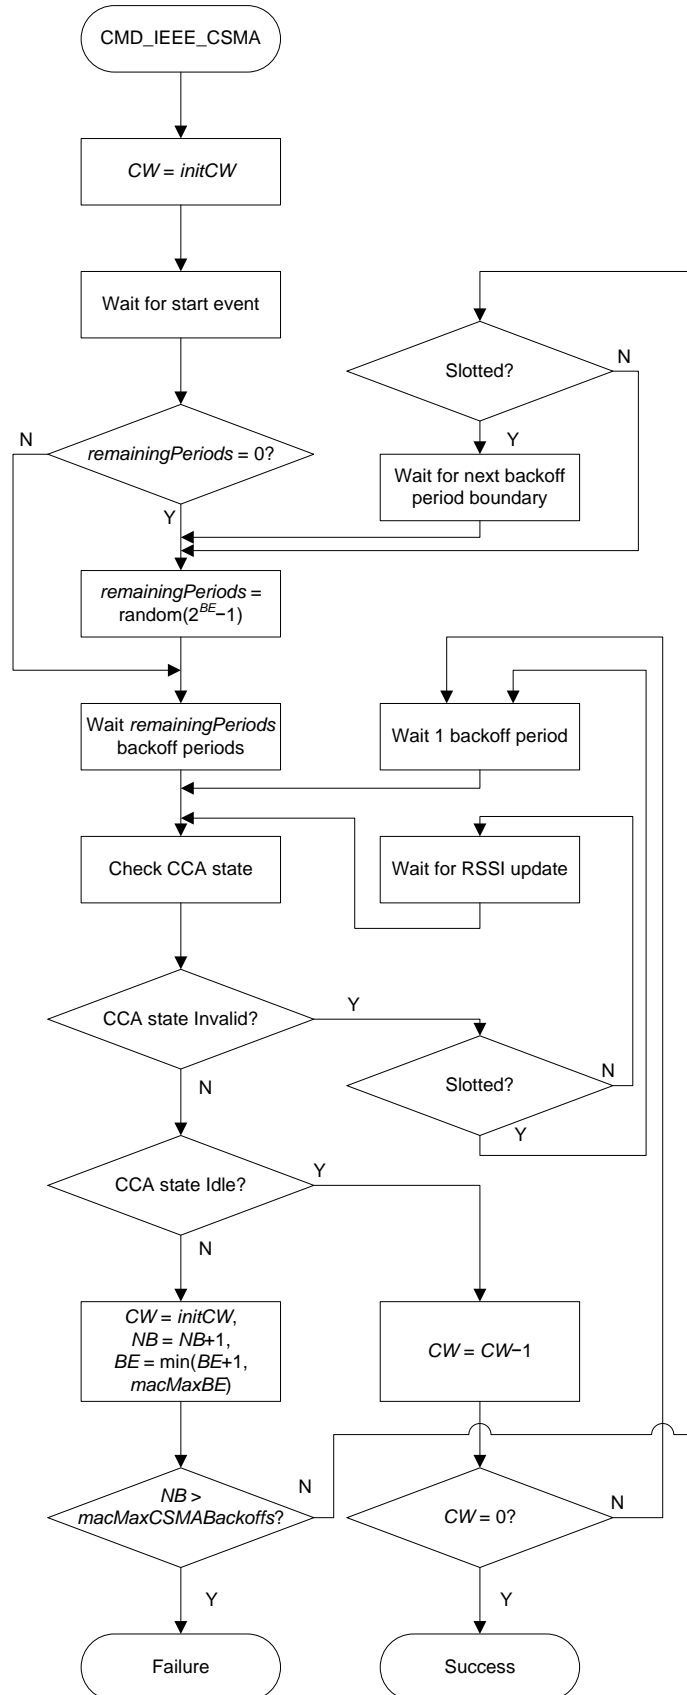 CMD_IEEE_CSMA
CW = initCW
Wait for start event
Slotted?
N
Y
N
remainingPeriods = 0?
Y
Wait for next backoff
period boundary
remainingPeriods =
random(2^BE−1)
Wait remainingPeriods
backoff periods
Wait 1 backoff period
Check CCA state
Wait for RSSI update
CCA state Invalid?
Y
N
Slotted?
N
Y
CCA state Idle?
Y
N
CW = initCW,
NB = NB+1,
BE = min(BE+1,
macMaxBE)
CW = CW−1
NB >
macMaxCSMABackoffs?
N
Y
CW = 0?
N
Y
Failure
Success